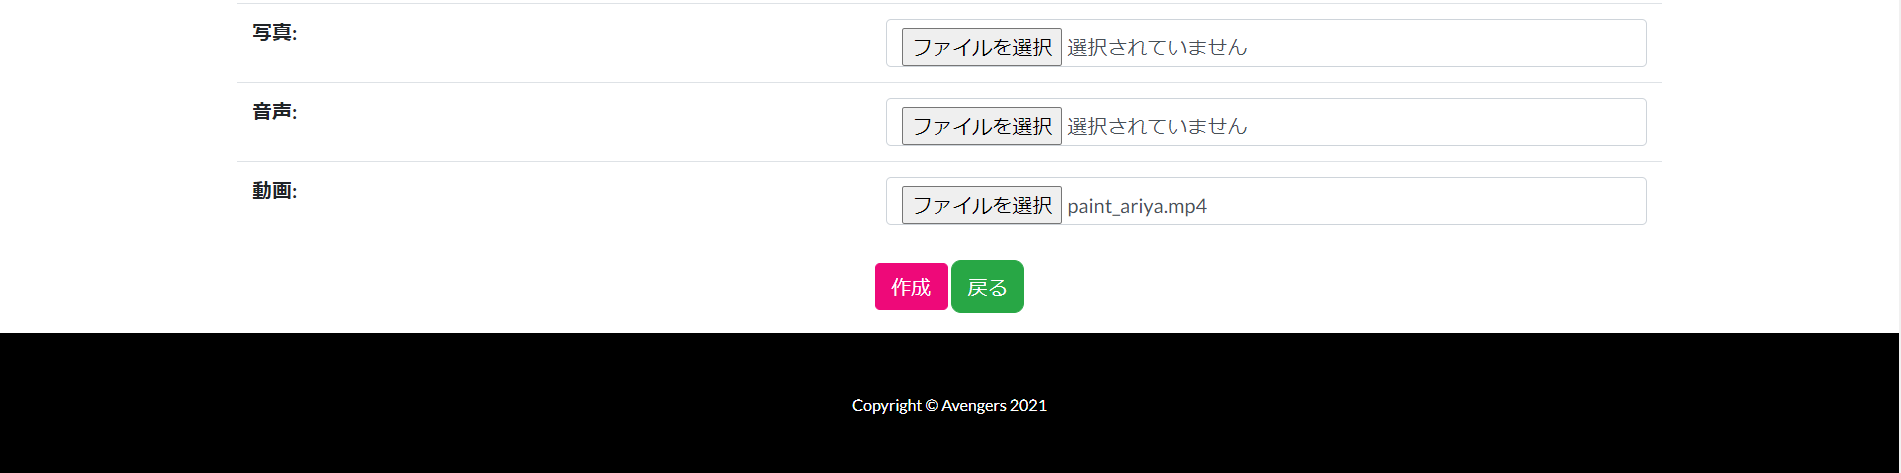 写真:
ファイルを選択 選択されていません
音声:
ファイルを選択 選択されていません
動画:
ファイルを選択 paint_ariya.mp4
作成 戻る
Copyright © Avengers 2021